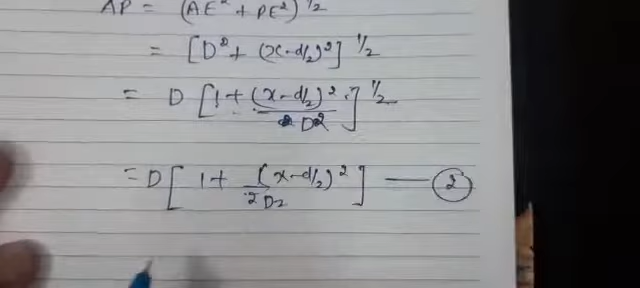 AP = (AE² + PE²)^1/2
= [D² + (x-d/2)²]^1/2
= D [1 + (x-d/2)² / D²]^1/2
= D [1 + (x-d/2)² / 2D2] — 2